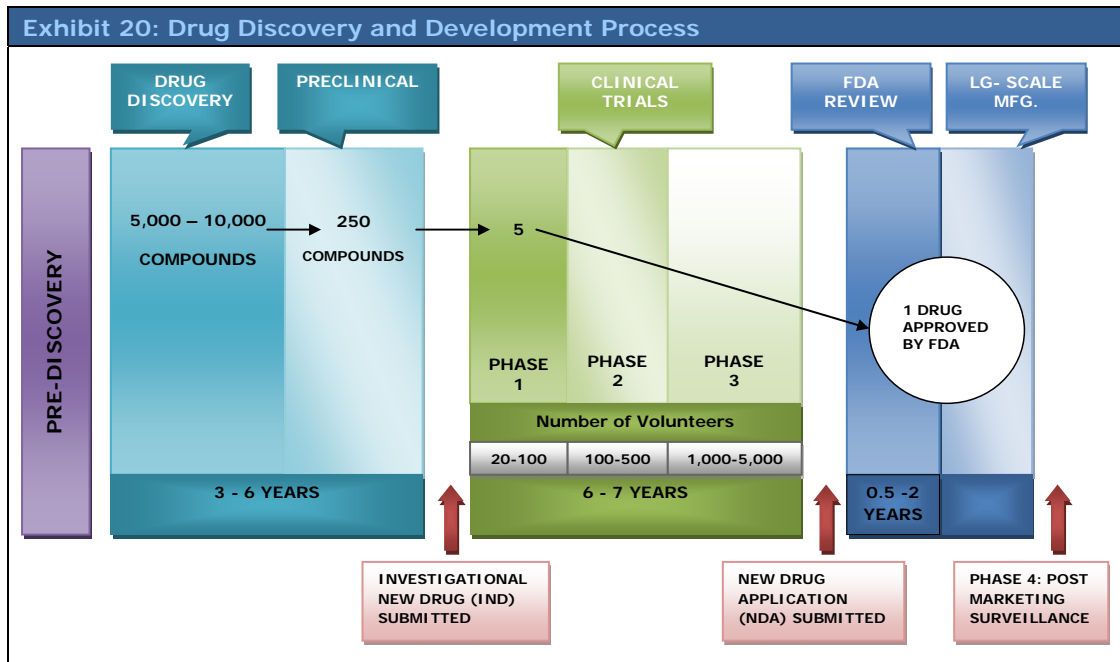 Exhibit 20: Drug Discovery and Development Process
DRUG
DISCOVERY
PRECLINICAL
CLINICAL
TRIALS
FDA
REVIEW
LG- SCALE
MFG.
PRE-DISCOVERY
5,000 – 10,000
COMPOUNDS
250
COMPOUNDS
5
1 DRUG
APPROVED
BY FDA
PHASE
1
PHASE
2
PHASE
3
Number of Volunteers
20-100
100-500
1,000-5,000
3 - 6 YEARS
6 - 7 YEARS
0.5 -2
YEARS
INVESTIGATIONAL
NEW DRUG (IND)
SUBMITTED
NEW DRUG
APPLICATION
(NDA) SUBMITTED
PHASE 4: POST
MARKETING
SURVEILLANCE